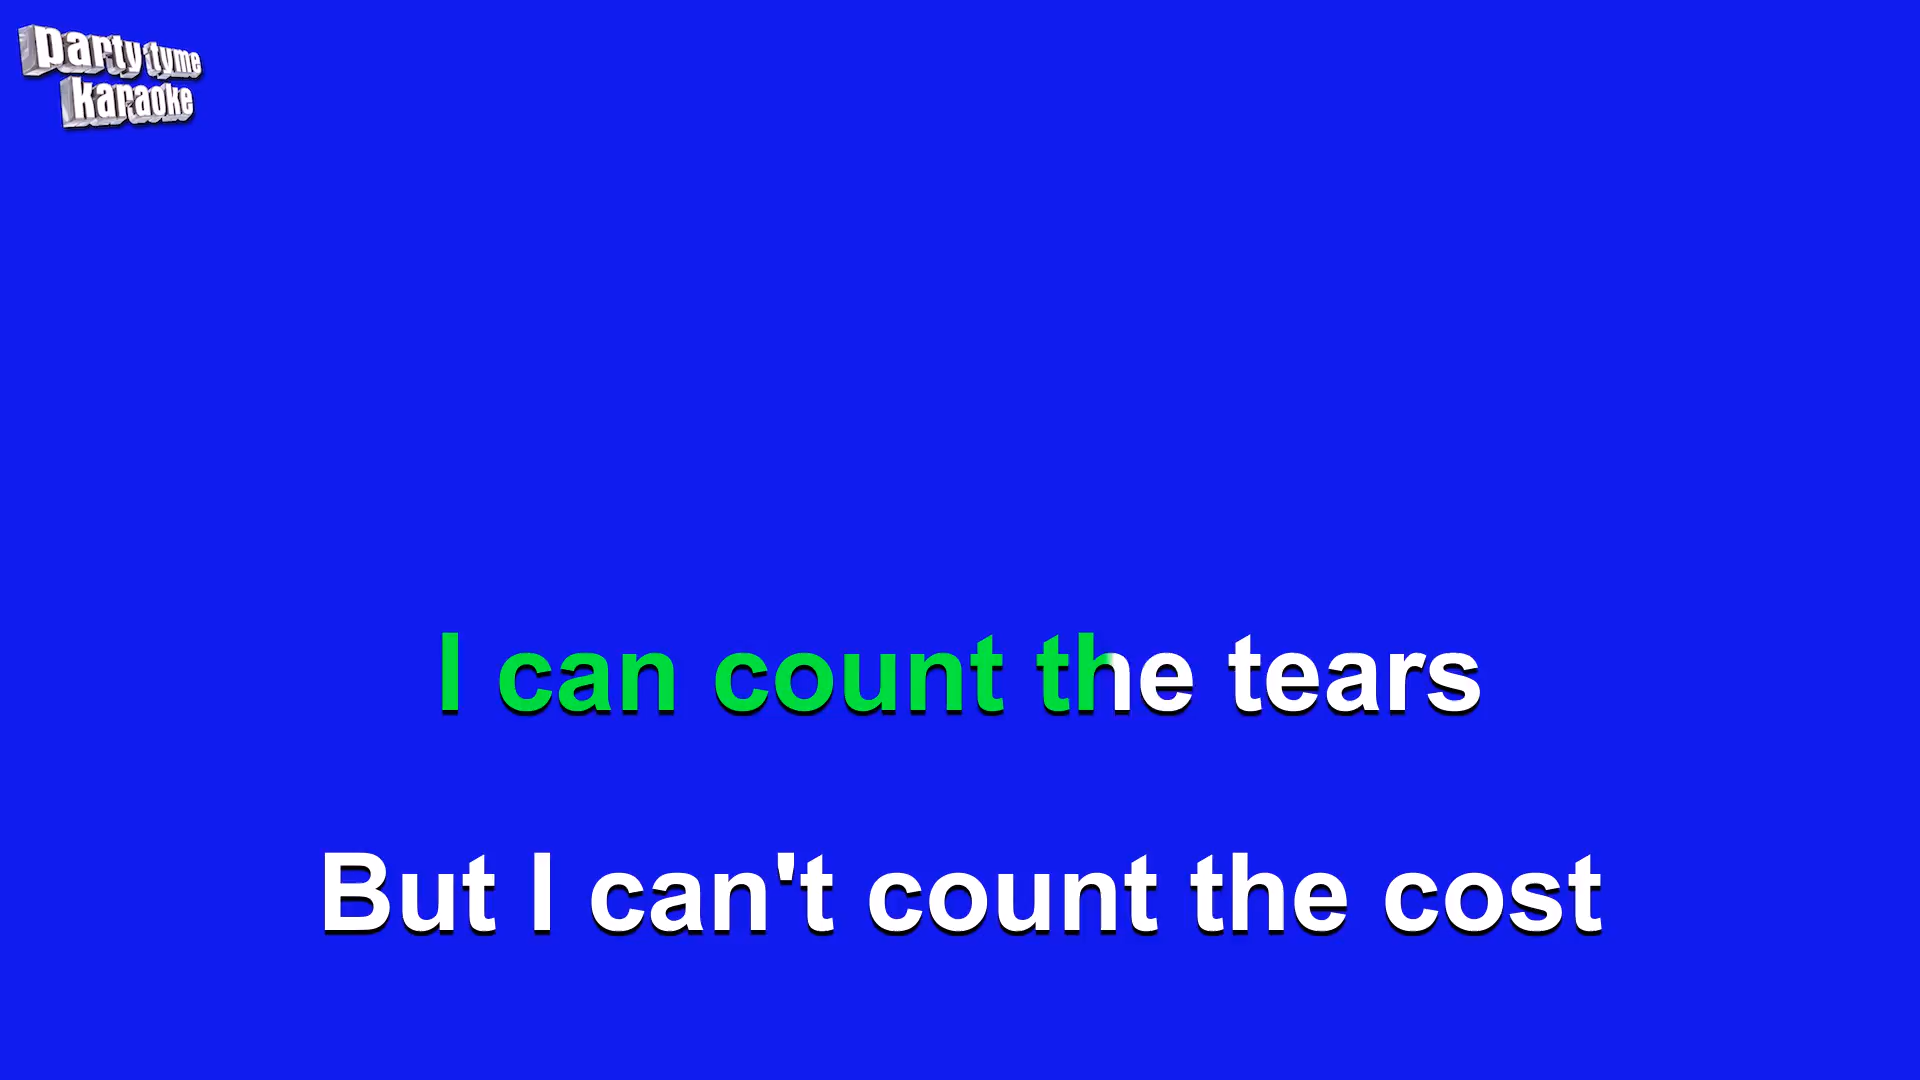 party tyme
karaoke
I can count the tears
But I can't count the cost